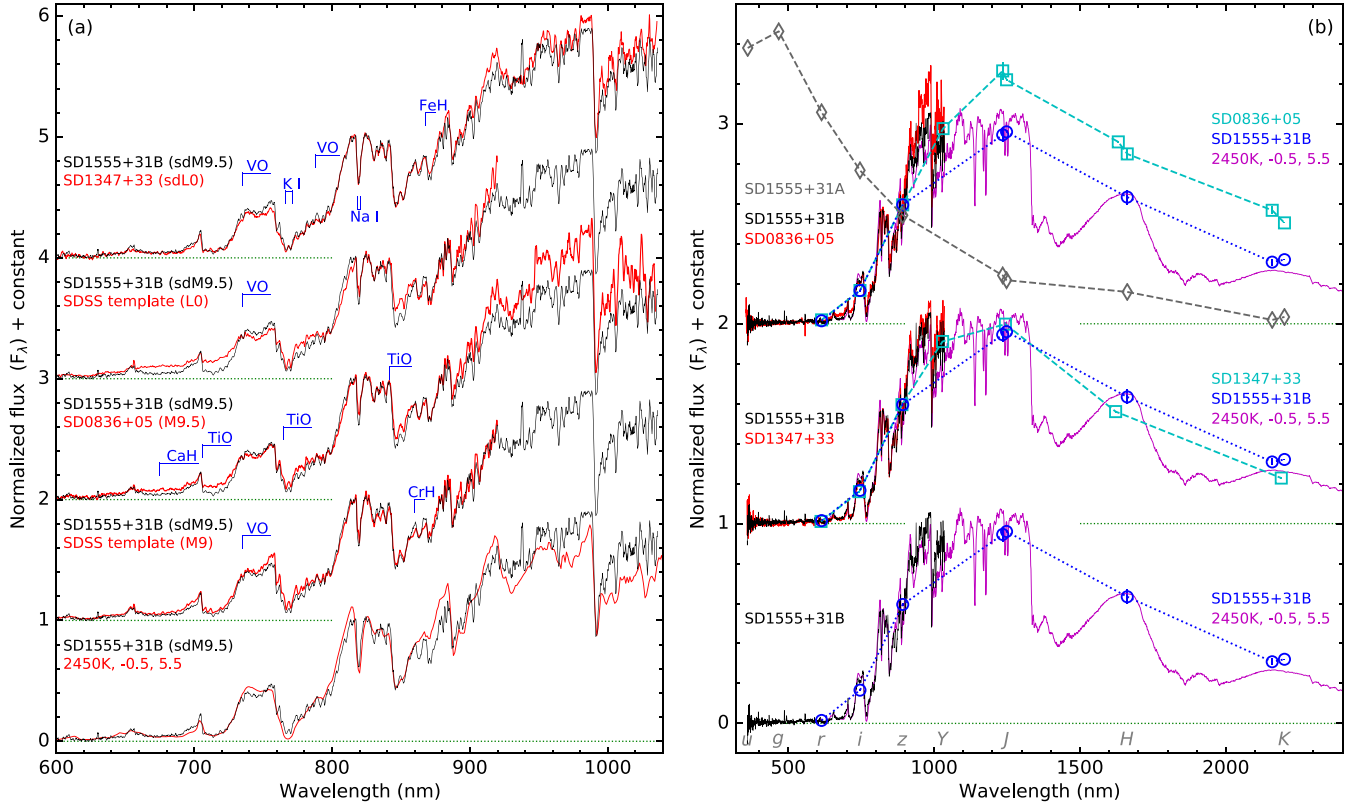 (a)
6
5
4
3
2
1
0
600
700
800
900
1000
Wavelength (nm)
Normalized flux (Fλ) + constant
FeH
VO
SD1555+31B (sdM9.5)
SD1347+33 (sdL0)
VO
K I
Na I
SD1555+31B (sdM9.5)
SDSS template (L0)
VO
TiO
SD1555+31B (sdM9.5)
SD0836+05 (M9.5)
TiO
TiO
CaH
CrH
SD1555+31B (sdM9.5)
SDSS template (M9)
VO
SD1555+31B (sdM9.5)
2450K, -0.5, 5.5
(b)
3
2
1
0
500
1000
1500
2000
Wavelength (nm)
Normalized flux (Fλ) + constant
SD0836+05
SD1555+31B
2450K, -0.5, 5.5
SD1555+31A
SD1555+31B
SD0836+05
SD1347+33
SD1555+31B
2450K, -0.5, 5.5
SD1555+31B
SD1347+33
SD1555+31B
2450K, -0.5, 5.5
SD1555+31B
u g r i z Y J H K